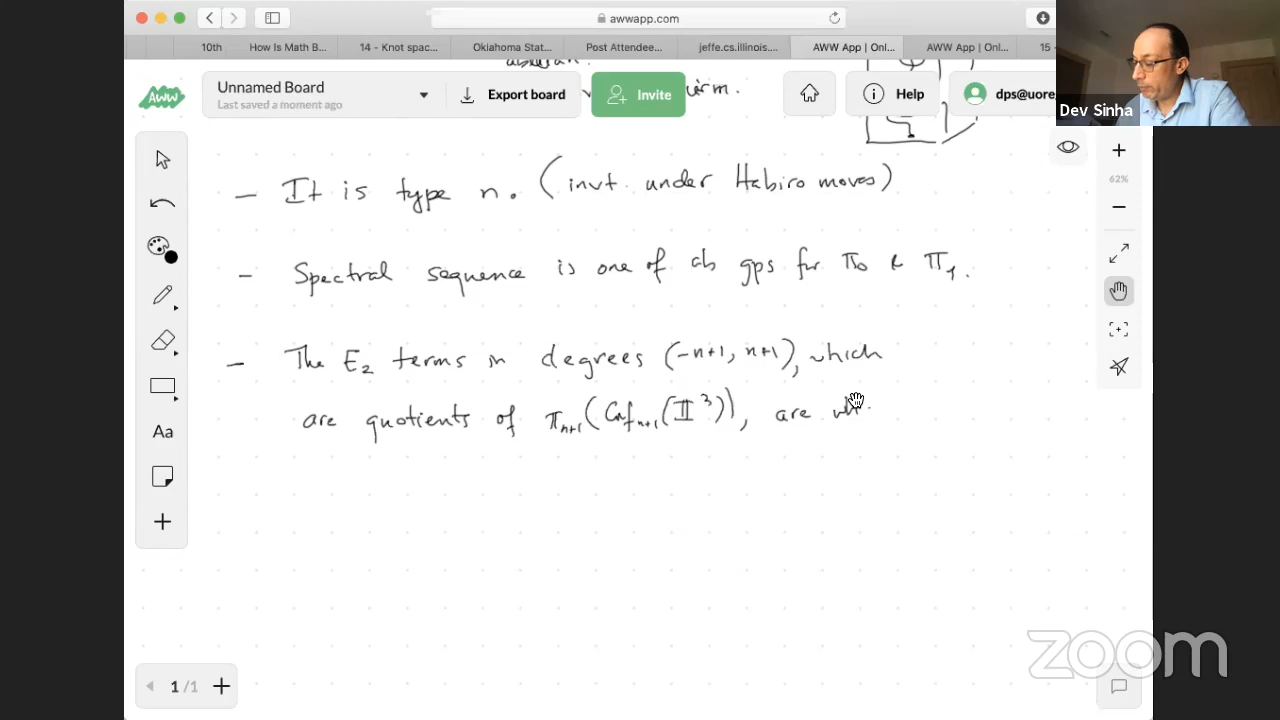 awwapp.com
10th
How Is Math B...
14 - Knot spac...
Oklahoma Stat...
Post Attendee...
jeffe.cs.illinois....
AWW App | Onl...
AWW App | Onl...
15 -
Dev Sinha
AWW
Unnamed Board
Last saved a moment ago
Export board
Invite
Help
dps@uore
62%
- It is type n. (invt. under Habiro moves)
- Spectral sequence is one of ab gps for π₀ & π₁.
- The E₂ terms in degrees (-n+1, n+1), which
are quotients of πₙ₊₁(Confₙ₊₁(𝕀³)), are
Aa
1 /1
zoom